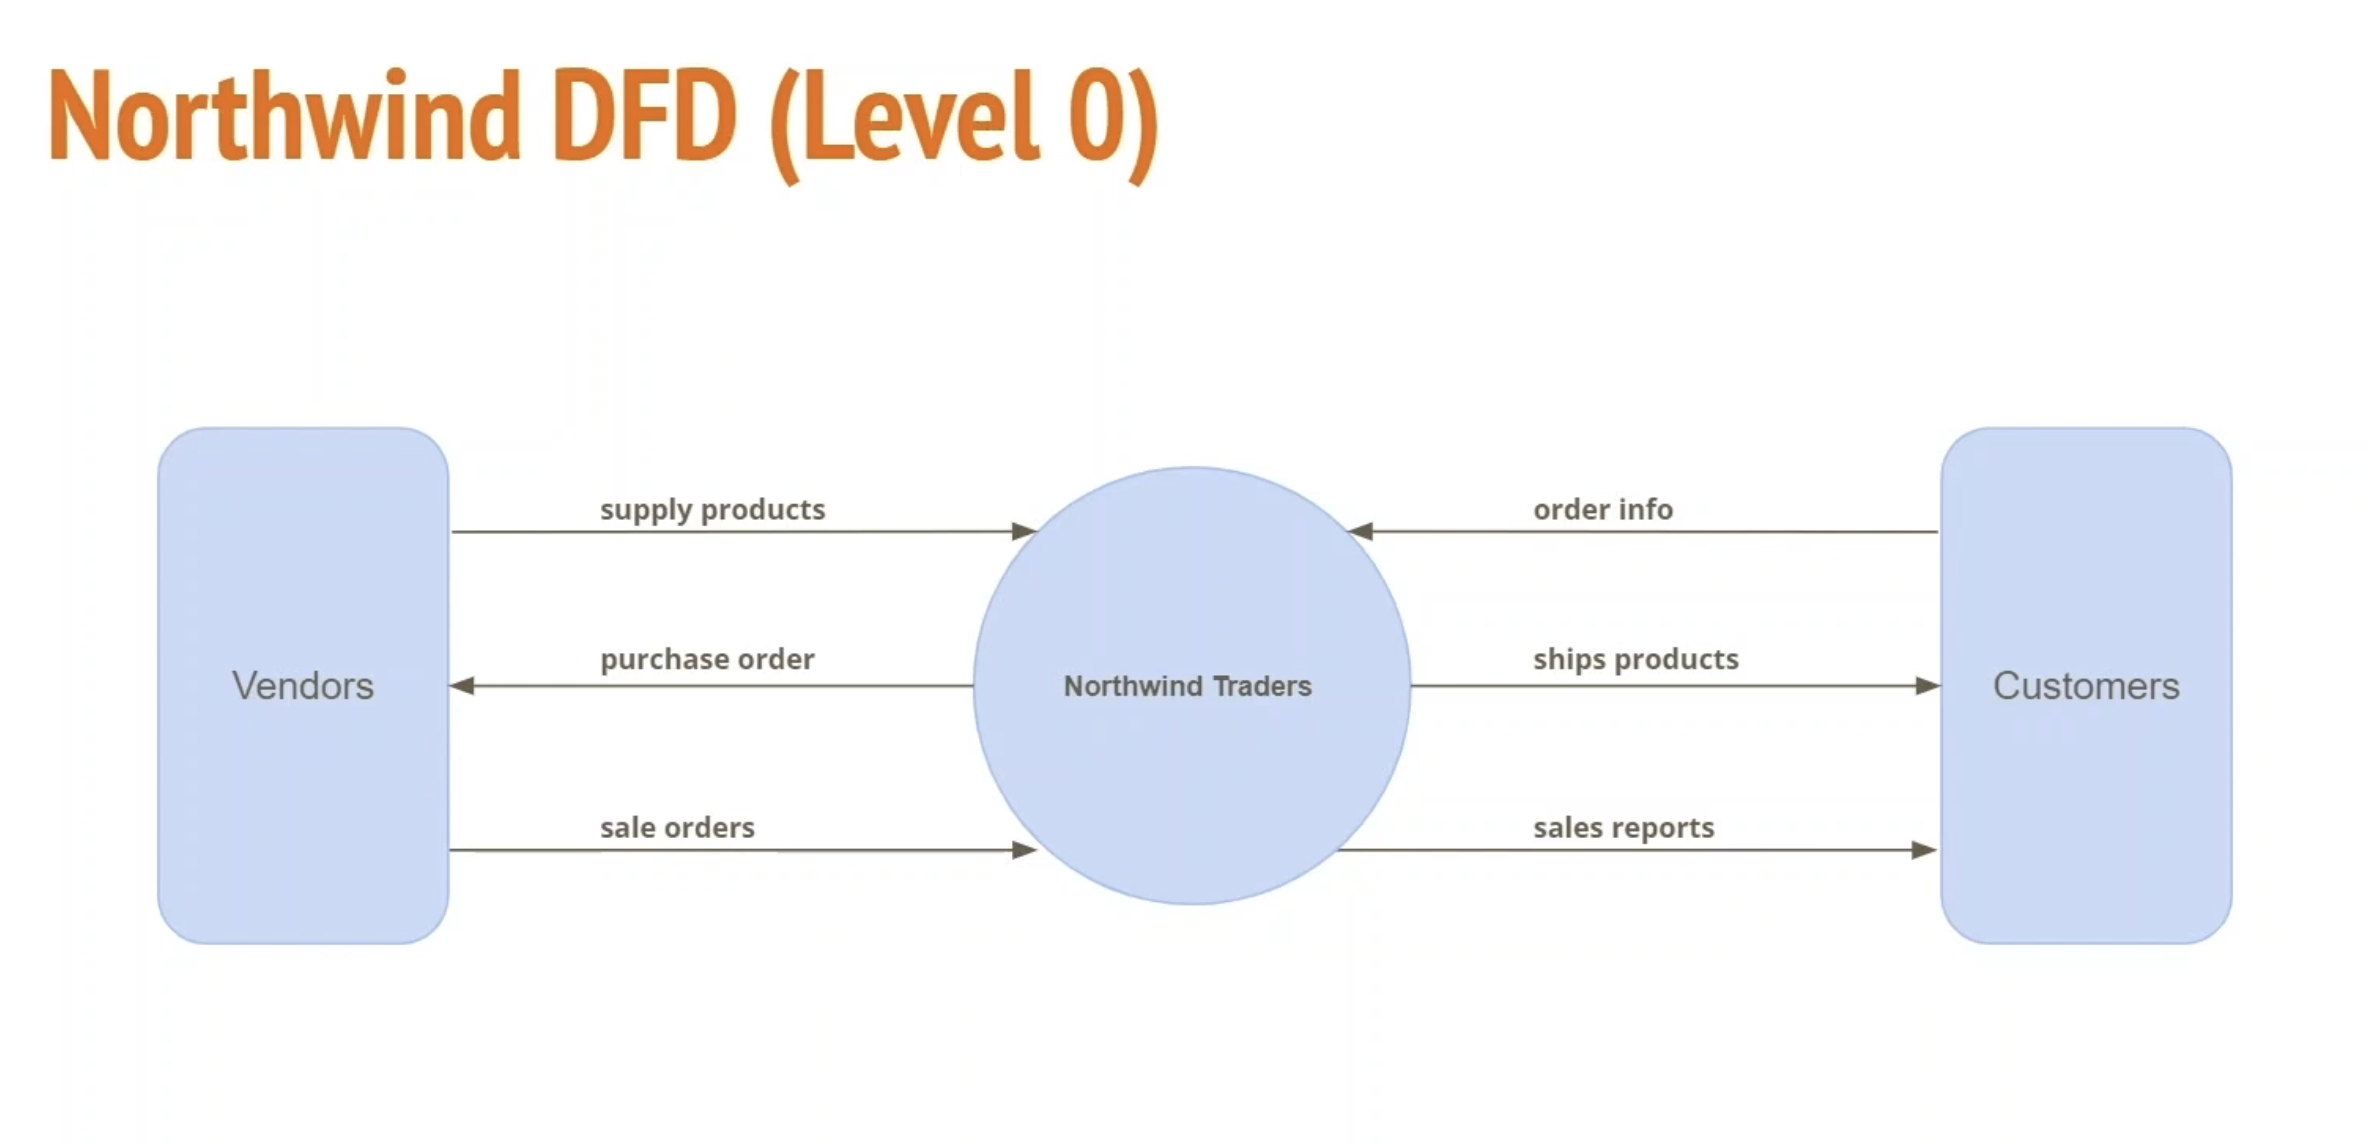 Northwind DFD (Level 0)
supply products
order info
purchase order
ships products
Vendors
Northwind Traders
Customers
sale orders
sales reports